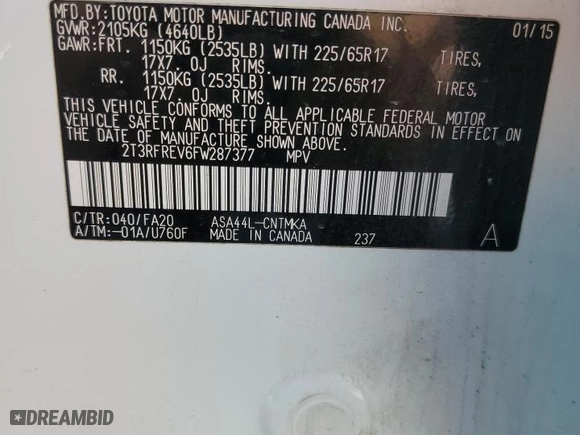 MFD.BY:TOYOTA MOTOR MANUFACTURING CANADA INC.
GVWR:2105KG (4640LB) 01/15
GAWR:FRT. 1150KG (2535LB) WITH 225/65R17 TIRES,
17X7. OJ RIMS.
RR. 1150KG (2535LB) WITH 225/65R17 TIRES,
17X7. OJ RIMS.
THIS VEHICLE CONFORMS TO ALL APPLICABLE FEDERAL MOTOR
VEHICLE SAFETY AND THEFT PREVENTION STANDARDS IN EFFECT ON
THE DATE OF MANUFACTURE SHOWN ABOVE.
2T3RFREV6FW287377 MPV
C/TR:040/FA20 ASA44L-CNTMKA
A/TM:-01A/U760F MADE IN CANADA 237 A
DREAMBID